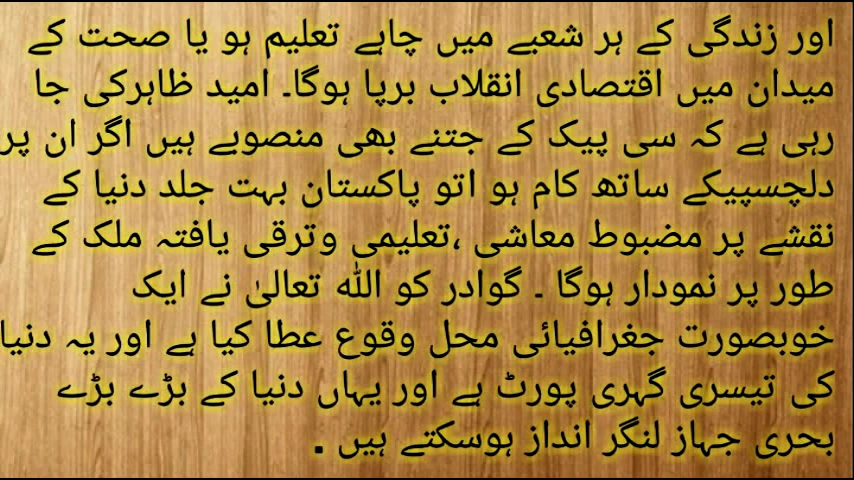 اور زندگی کے ہر شعبے میں چاہے تعلیم ہو یا صحت کے
میدان میں اقتصادی انقلاب برپا ہوگا۔ امید ظاہرکی جا
رہی ہے کہ سی پیک کے جتنے بھی منصوبے ہیں اگر ان پر
دلچسپیکے ساتھ کام ہو اتو پاکستان بہت جلد دنیا کے
نقشے پر مضبوط معاشی ،تعلیمی وترقی یافتہ ملک کے
طور پر نمودار ہوگا ۔ گوادر کو اللہ تعالیٰ نے ایک
خوبصورت جغرافیائی محل وقوع عطا کیا ہے اور یہ دنیا
کی تیسری گہری پورٹ ہے اور یہاں دنیا کے بڑے بڑے
بحری جہاز لنگر انداز ہوسکتے ہیں .